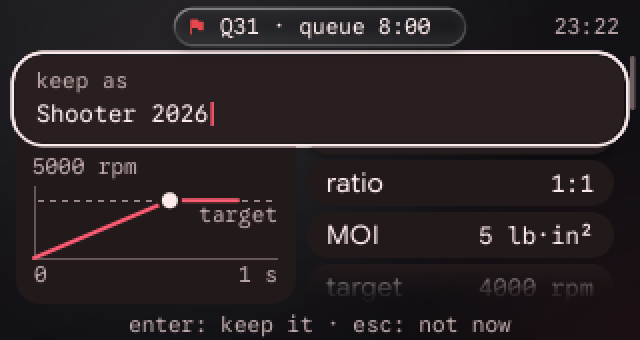 Q31 · queue 8:00
23:22
keep as
Shooter 2026
5000 rpm
target
0
1 s
ratio
1:1
MOI
5 lb·in²
target
4000 rpm
enter: keep it · esc: not now